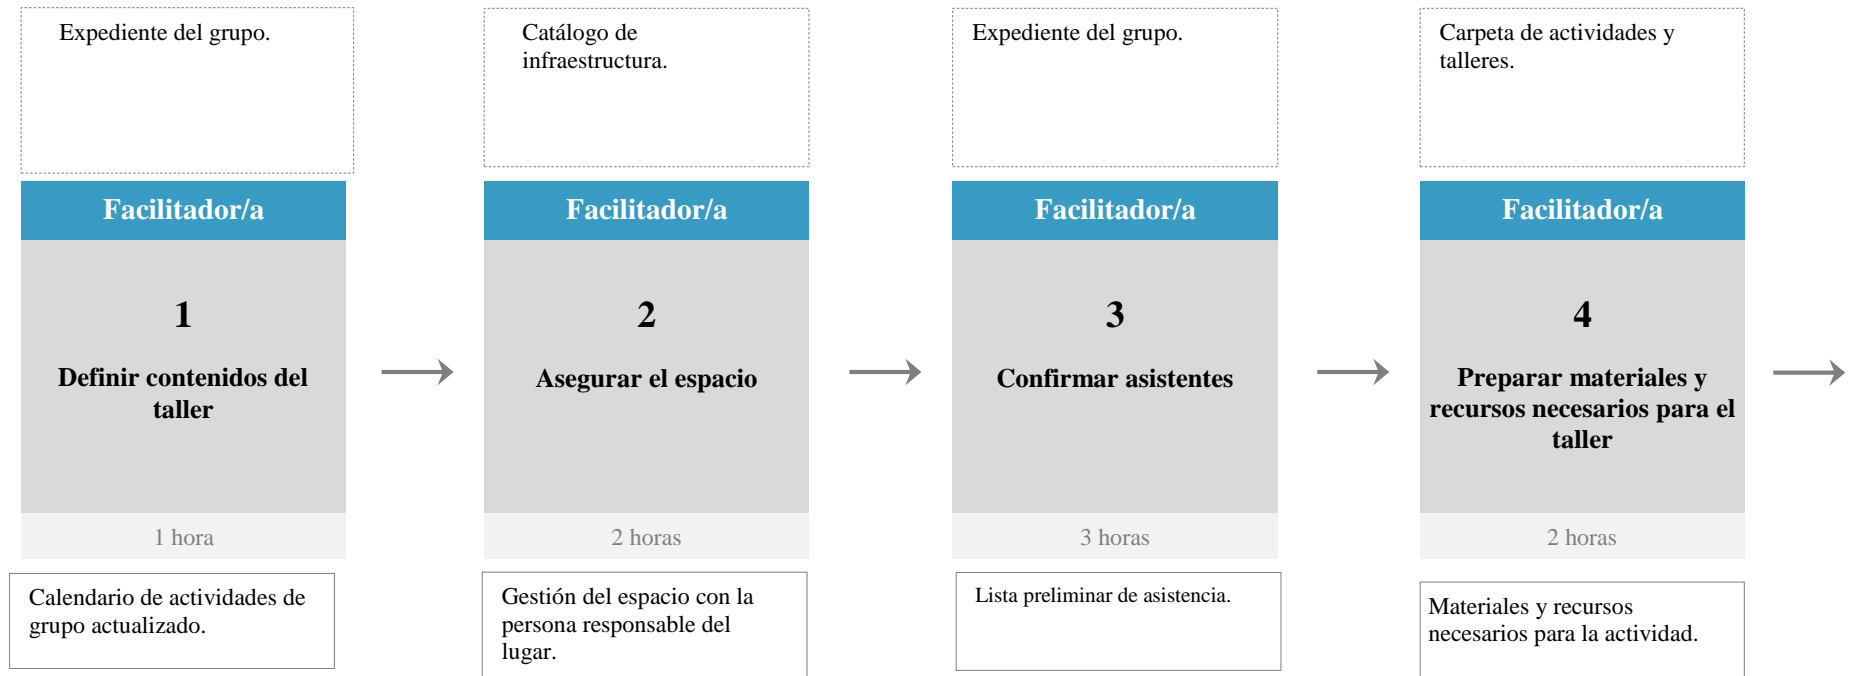 Expediente del grupo.
Catálogo de
infraestructura.
Expediente del grupo.
Carpeta de actividades y
talleres.
Facilitador/a
Facilitador/a
Facilitador/a
Facilitador/a
1
2
3
4
Definir contenidos del
taller
Asegurar el espacio
Confirmar asistentes
Preparar materiales y
recursos necesarios para el
taller
1 hora
2 horas
3 horas
2 horas
Calendario de actividades de
grupo actualizado.
Gestión del espacio con la
persona responsable del
lugar.
Lista preliminar de asistencia.
Materiales y recursos
necesarios para la actividad.